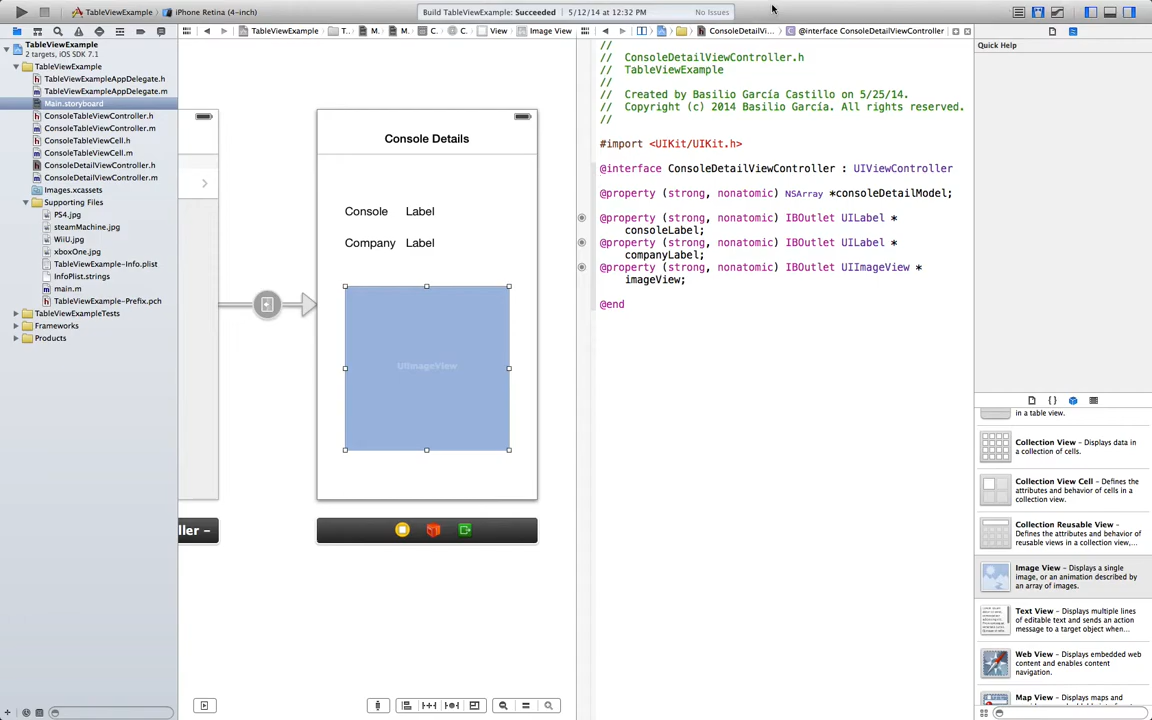 TableViewExample
iPhone Retina (4-inch)
Build TableViewExample: Succeeded
5/12/14 at 12:32 PM
No Issues
TableViewExample
T...
M...
M...
C...
View
Image View
ConsoleDetailVi...
@interface ConsoleDetailViewController
TableViewExample
2 targets, iOS SDK 7.1
TableViewExample
TableViewExampleAppDelegate.h
TableViewExampleAppDelegate.m
Main.storyboard
ConsoleTableViewController.h
ConsoleTableViewController.m
ConsoleTableViewCell.h
ConsoleTableViewCell.m
ConsoleDetailViewController.h
ConsoleDetailViewController.m
Images.xcassets
Supporting Files
PS4.jpg
steamMachine.jpg
WiiU.jpg
xboxOne.jpg
TableViewExample-Info.plist
InfoPlist.strings
main.m
TableViewExample-Prefix.pch
TableViewExampleTests
Frameworks
Products
ller –
Console Details
Console Label
Company Label
UIImageView
//
// ConsoleDetailViewController.h
// TableViewExample
//
// Created by Basilio García Castillo on 5/25/14.
// Copyright (c) 2014 Basilio García. All rights reserved.
//
#import <UIKit/UIKit.h>
@interface ConsoleDetailViewController : UIViewController
@property (strong, nonatomic) NSArray *consoleDetailModel;
@property (strong, nonatomic) IBOutlet UILabel *
consoleLabel;
@property (strong, nonatomic) IBOutlet UILabel *
companyLabel;
@property (strong, nonatomic) IBOutlet UIImageView *
imageView;
@end
Quick Help
in a table view.
Collection View – Displays data in
a collection of cells.
Collection View Cell – Defines the
attributes and behavior of cells in a
collection view.
Collection Reusable View –
Defines the attributes and behavior of
reusable views in a collection view,...
Image View – Displays a single
image, or an animation described by
an array of images.
Text View – Displays multiple lines
of editable text and sends an action
message to a target object when...
Web View – Displays embedded web
content and enables content
navigation.
Map View – Displays maps and